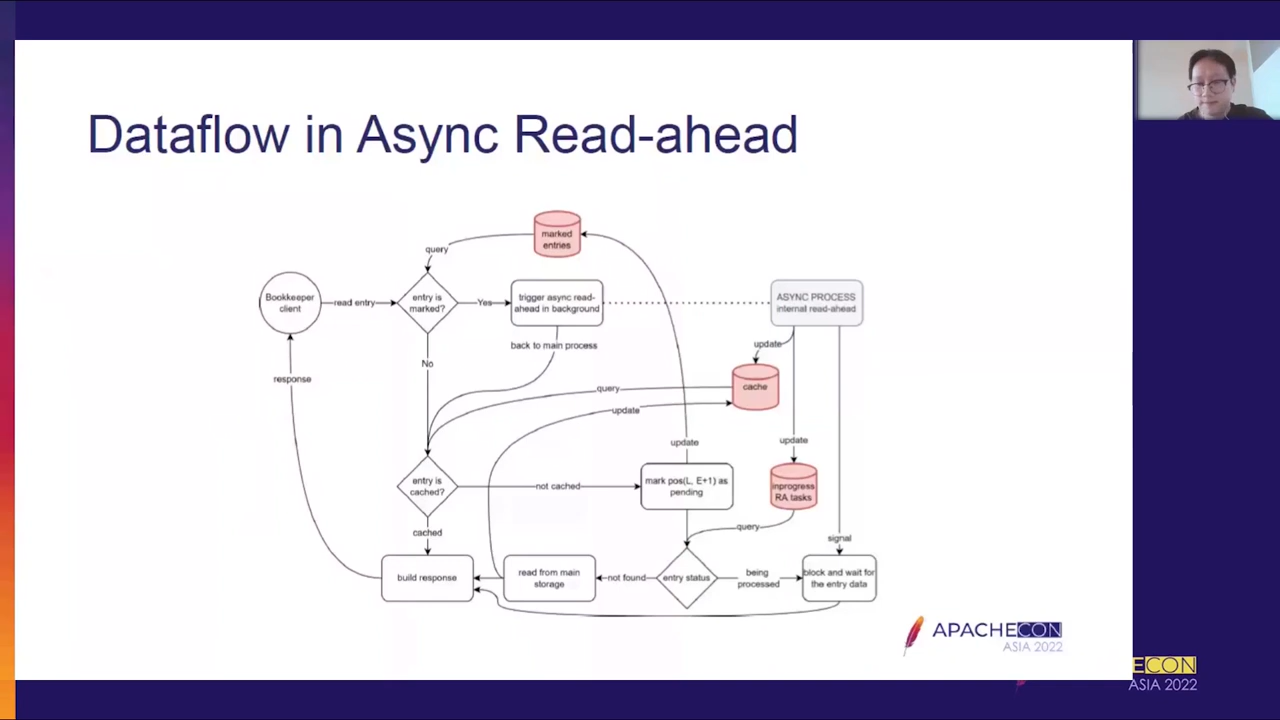 Dataflow in Async Read-ahead
marked
entries
query
Bookkeeper
client
read entry
entry is
marked?
Yes
trigger async read-
ahead in background
ASYNC PROCESS
internal read-ahead
back to main process
update
No
response
query
cache
update
update
update
entry is
cached?
not cached
mark pos(L, E+1) as
pending
inprogress
RA tasks
query
cached
signal
build response
read from main
storage
not found
entry status
being
processed
block and wait for
the entry data
APACHECON
ASIA 2022
ECON
ASIA 2022